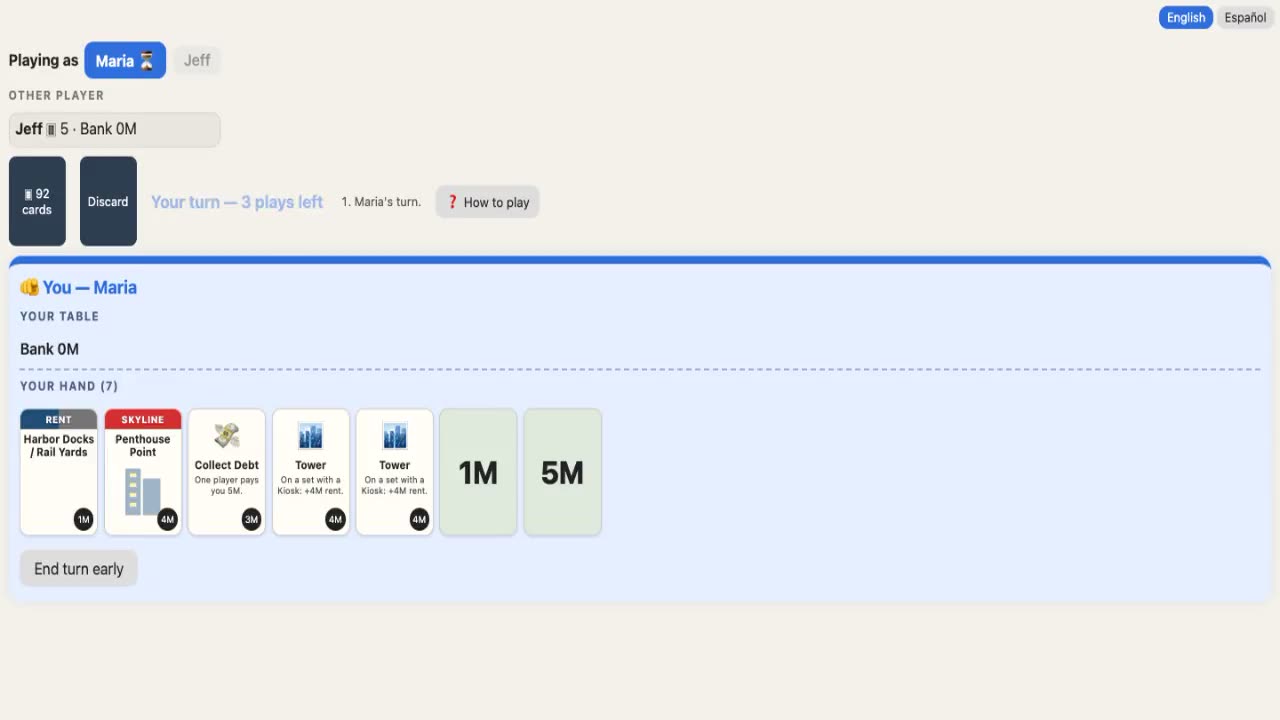 English Español
Playing as Maria Jeff
OTHER PLAYER
Jeff 5 · Bank 0M
92
cards
Discard
Your turn — 3 plays left
1. Maria's turn.
❓ How to play
You — Maria
YOUR TABLE
Bank 0M
YOUR HAND (7)
RENT
Harbor Docks
/ Rail Yards
1M
SKYLINE
Penthouse
Point
4M
Collect Debt
One player pays
you 5M.
3M
Tower
On a set with a
Kiosk: +4M rent.
4M
Tower
On a set with a
Kiosk: +4M rent.
4M
1M
5M
End turn early